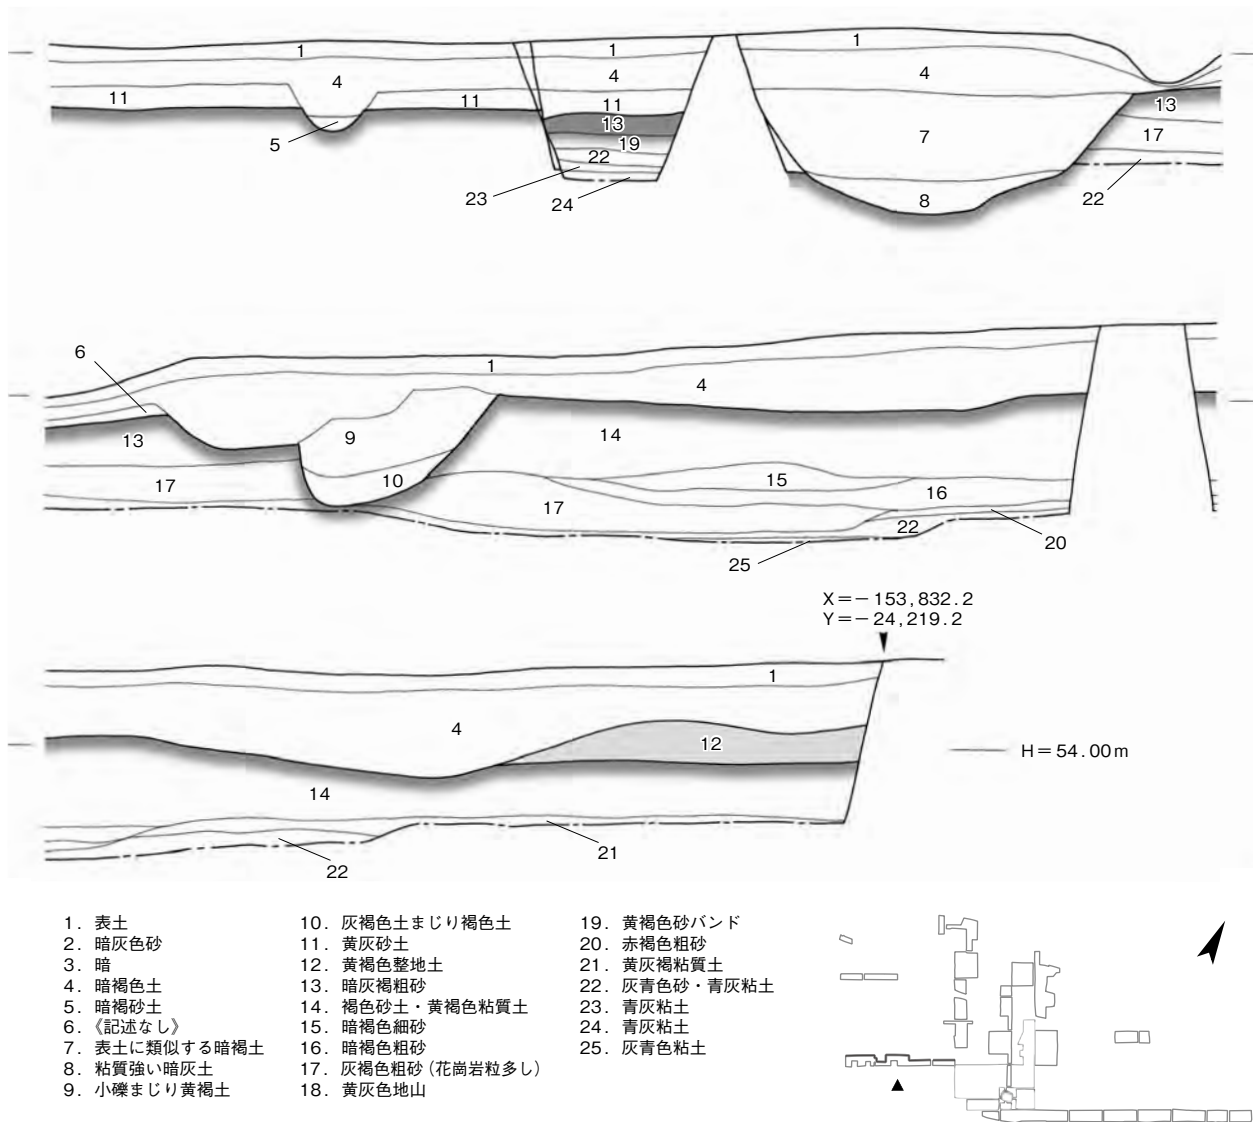 1
1
1
4
4
4
11
11
11
13
13
17
19
22
7
5
23
24
8
22
6
1
4
13
9
14
17
10
15
16
17
22
20
25
X=-153,832.2
Y=-24,219.2
1
4
12
H=54.00m
14
22
21
1. 表土
2. 暗灰色砂
3. 暗
4. 暗褐色土
5. 暗褐砂土
6. 《記述なし》
7. 表土に類似する暗褐土
8. 粘質強い暗灰土
9. 小礫まじり黄褐土
10. 灰褐色土まじり褐色土
11. 黄灰砂土
12. 黄褐色整地土
13. 暗灰褐粗砂
14. 褐色砂土・黄褐色粘質土
15. 暗褐色細砂
16. 暗褐色粗砂
17. 灰褐色粗砂(花崗岩粒多し)
18. 黄灰色地山
19. 黄褐色砂バンド
20. 赤褐色粗砂
21. 黄灰褐粘質土
22. 灰青色砂・青灰粘土
23. 青灰粘土
24. 青灰粘土
25. 灰青色粘土